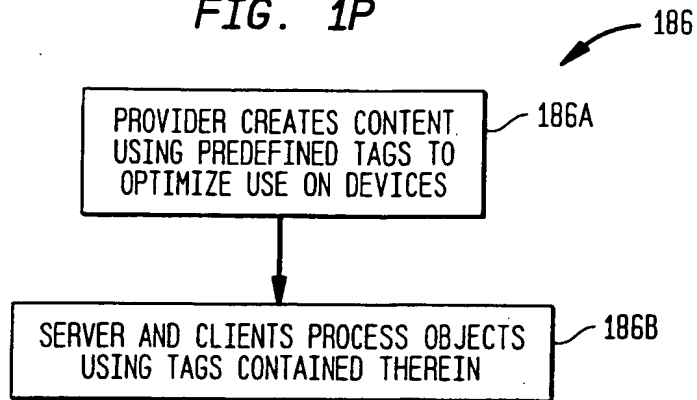 FIG. 1P
186
PROVIDER CREATES CONTENT
USING PREDEFINED TAGS TO
OPTIMIZE USE ON DEVICES
186A
SERVER AND CLIENTS PROCESS OBJECTS
USING TAGS CONTAINED THEREIN
186B